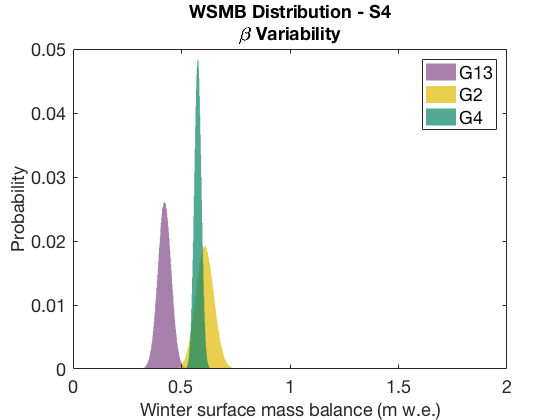 WSMB Distribution - S4
β Variability
0.05
0.04
0.03
0.02
0.01
0
Probability
G13
G2
G4
0 0.5 1 1.5 2
Winter surface mass balance (m w.e.)